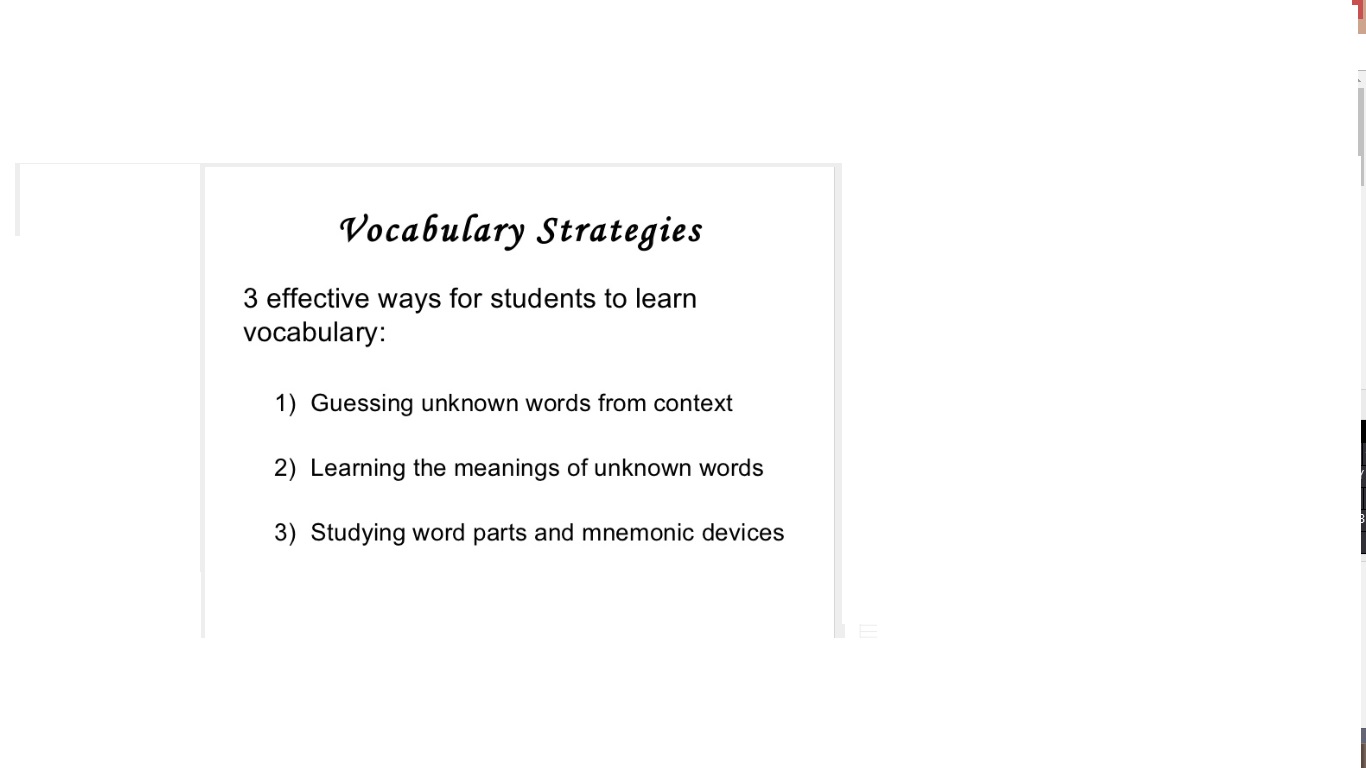 Vocabulary Strategies
3 effective ways for students to learn
vocabulary:
1) Guessing unknown words from context
2) Learning the meanings of unknown words
3) Studying word parts and mnemonic devices